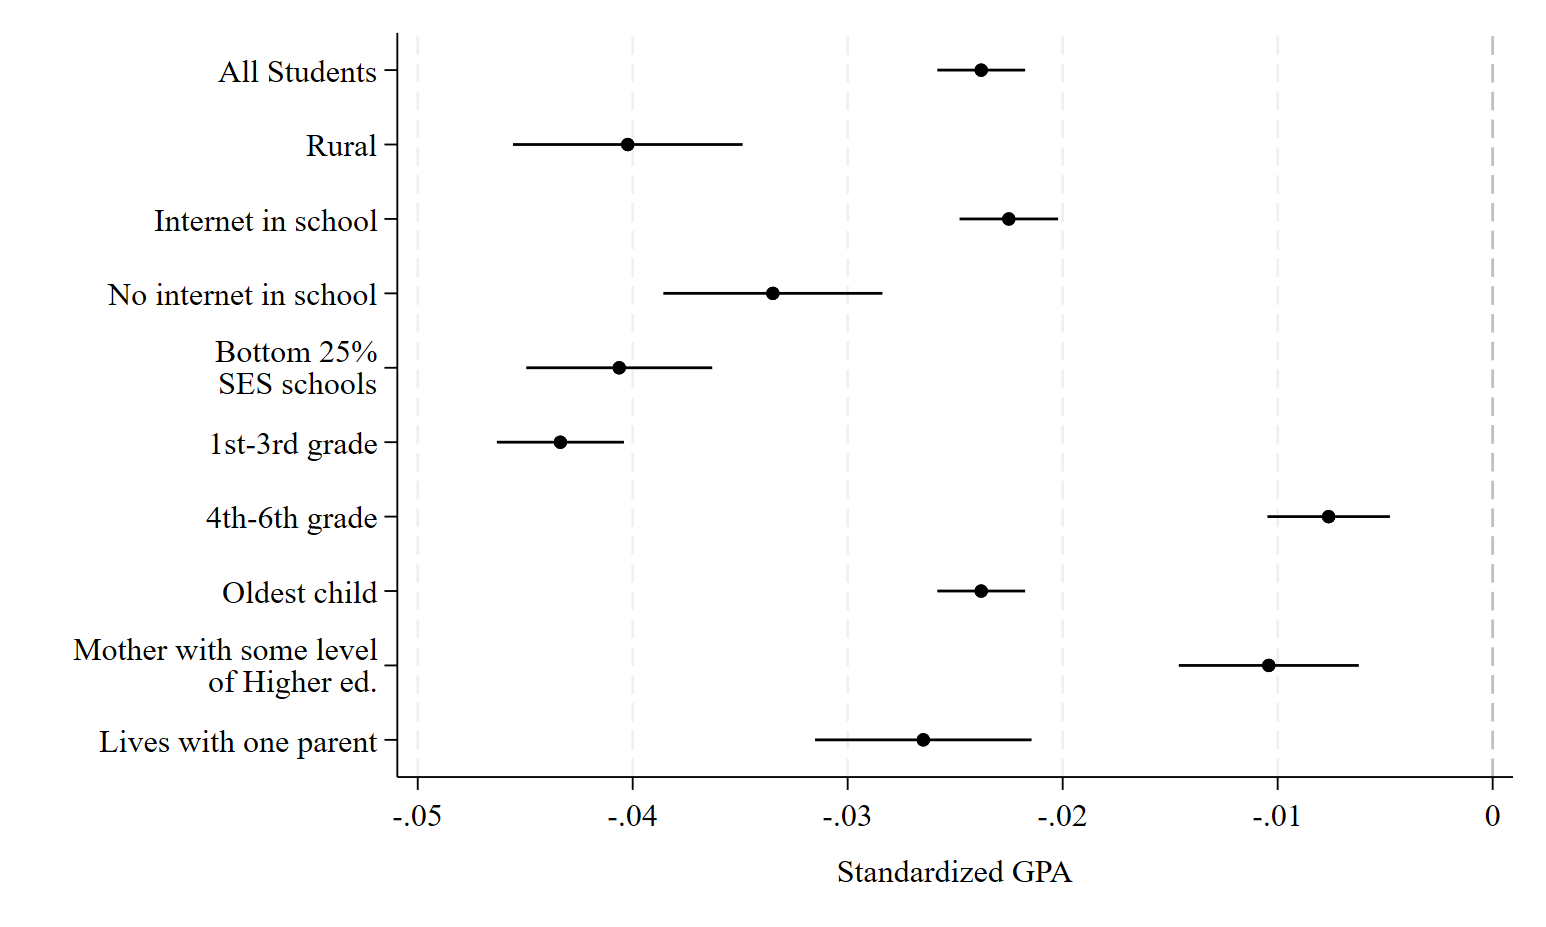 All Students
Rural
Internet in school
No internet in school
Bottom 25%
SES schools
1st-3rd grade
4th-6th grade
Oldest child
Mother with some level
of Higher ed.
Lives with one parent
-.05 -.04 -.03 -.02 -.01 0
Standardized GPA